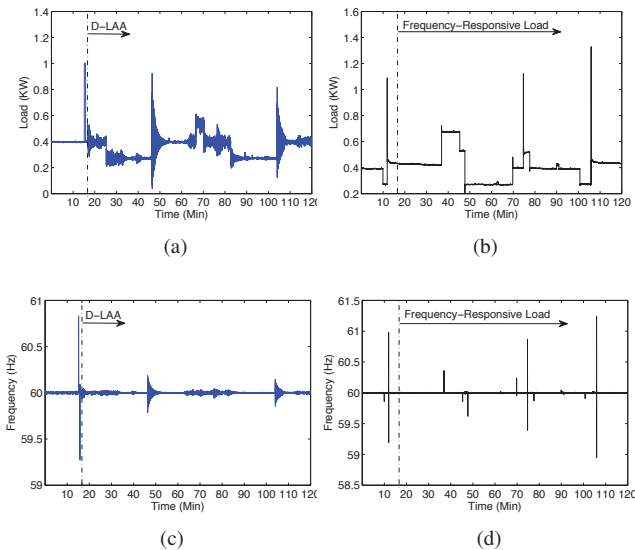 1.4
1.2
1
0.8
0.6
0.4
0.2
0
Load (KW)
D-LAA
10 20 30 40 50 60 70 80 90 100 110 120
Time (Min)
(a)
1.6
1.4
1.2
1
0.8
0.6
0.4
0.2
Load (KW)
Frequency-Responsive Load
10 20 30 40 50 60 70 80 90 100 110 120
Time (Min)
(b)
61
60.5
60
59.5
59
Frequency (Hz)
D-LAA
10 20 30 40 50 60 70 80 90 100 110 120
Time (Min)
(c)
61.5
61
60.5
60
59.5
59
58.5
Frequency (Hz)
Frequency-Responsive Load
10 20 30 40 50 60 70 80 90 100 110 120
Time (Min)
(d)